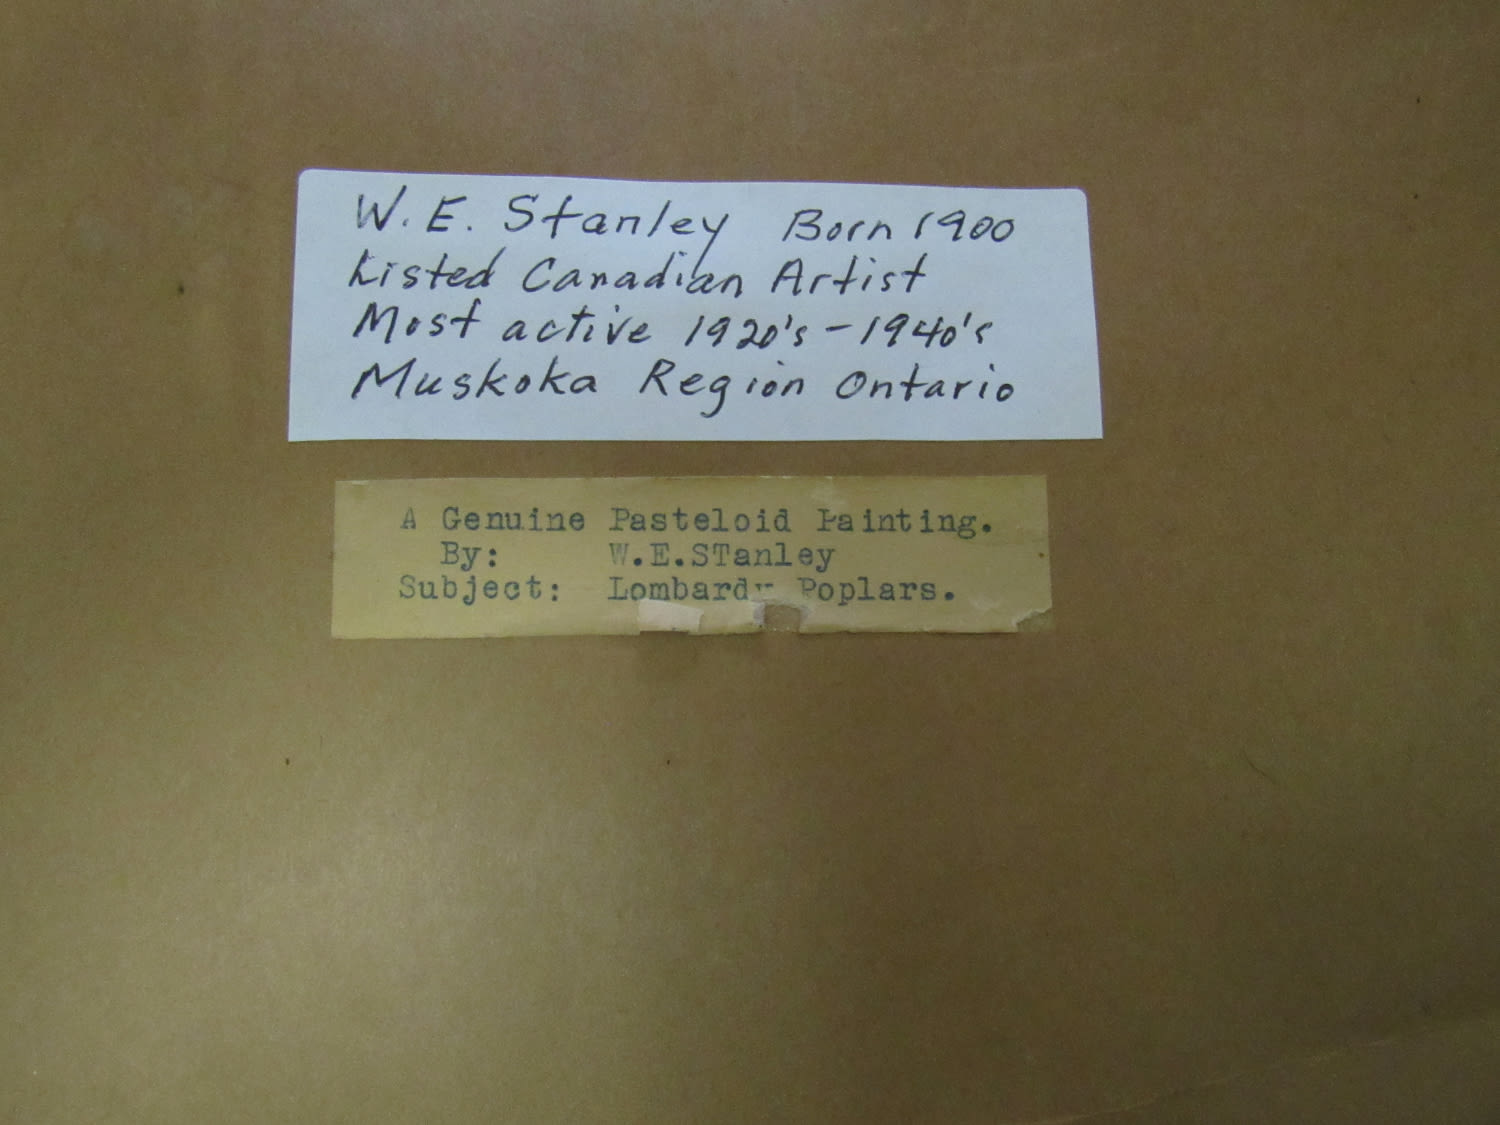 W. E. Stanley Born 1900
Listed Canadian Artist
Most active 1920's - 1940's
Muskoka Region Ontario
A Genuine Pasteloid Painting.
By: W.E.STanley
Subject: Lombardy Poplars.